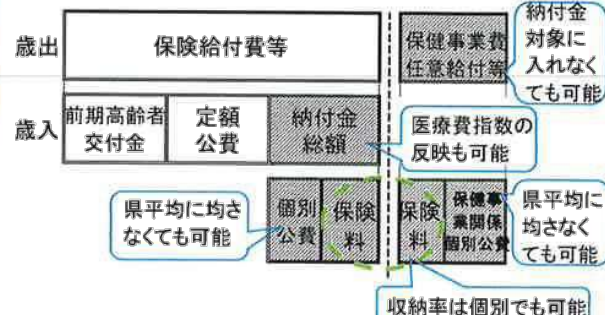 歳出
保険給付費等
保健事業費
任意給付等
納付金
対象に
入れなく
ても可能
歳入
前期高齢者
交付金
定額
公費
納付金
総額
医療費指数の
反映も可能
県平均に均さ
なくても可能
個別
公費
保険
料
保険
料
保健事
業関係
個別公費
県平均に
均さなく
ても可能
収納率は個別でも可能